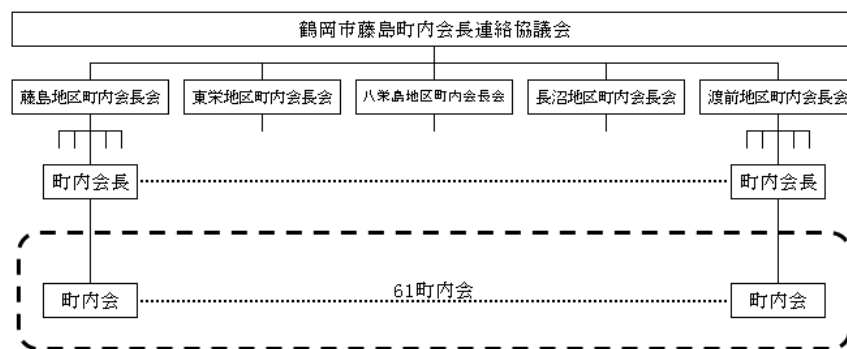 鶴岡市藤島町内会長連絡協議会
藤島地区町内会長会
東栄地区町内会長会
八栄島地区町内会長会
長沼地区町内会長会
渡前地区町内会長会
町内会長
町内会長
町内会
61町内会
町内会